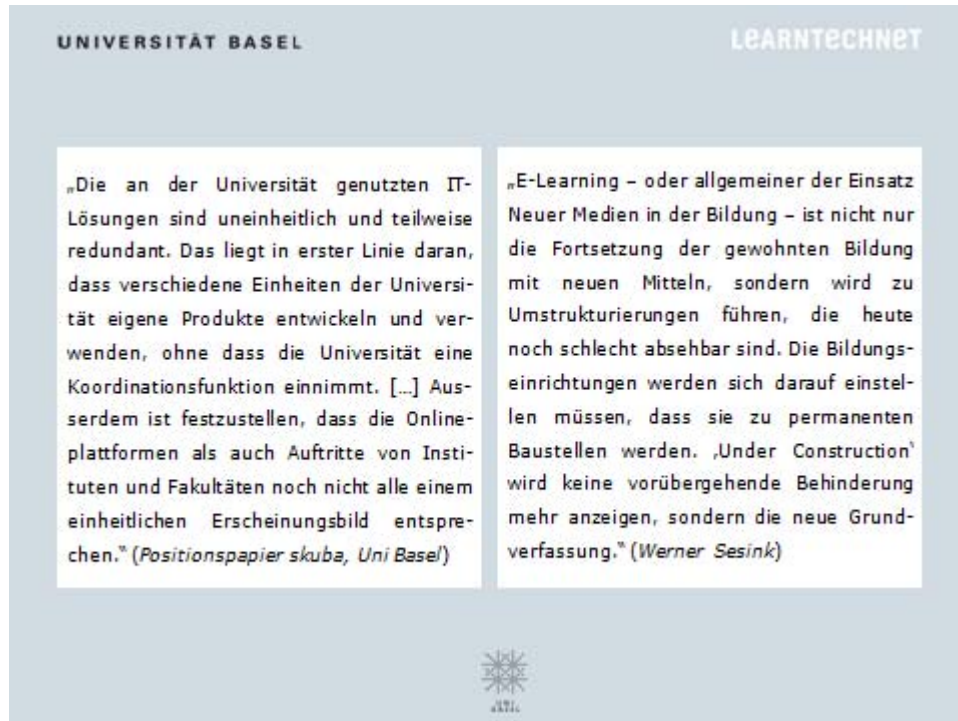 UNIVERSITÄT BASEL
LEARNTECHNET
„Die an der Universität genutzten IT-
Lösungen sind uneinheitlich und teilweise
redundant. Das liegt in erster Linie daran,
dass verschiedene Einheiten der Universi-
tät eigene Produkte entwickeln und ver-
wenden, ohne dass die Universität eine
Koordinationsfunktion einnimmt. […] Aus-
serdem ist festzustellen, dass die Online-
plattformen als auch Auftritte von Insti-
tuten und Fakultäten noch nicht alle einem
einheitlichen Erscheinungsbild entspre-
chen.“ (Positionspapier skuba, Uni Basel)
„E-Learning – oder allgemeiner der Einsatz
Neuer Medien in der Bildung – ist nicht nur
die Fortsetzung der gewohnten Bildung
mit neuen Mitteln, sondern wird zu
Umstrukturierungen führen, die heute
noch schlecht absehbar sind. Die Bildungs-
einrichtungen werden sich darauf einstel-
len müssen, dass sie zu permanenten
Baustellen werden. ‚Under Construction‘
wird keine vorübergehende Behinderung
mehr anzeigen, sondern die neue Grund-
verfassung.“ (Werner Sesink)
UNI
BASEL